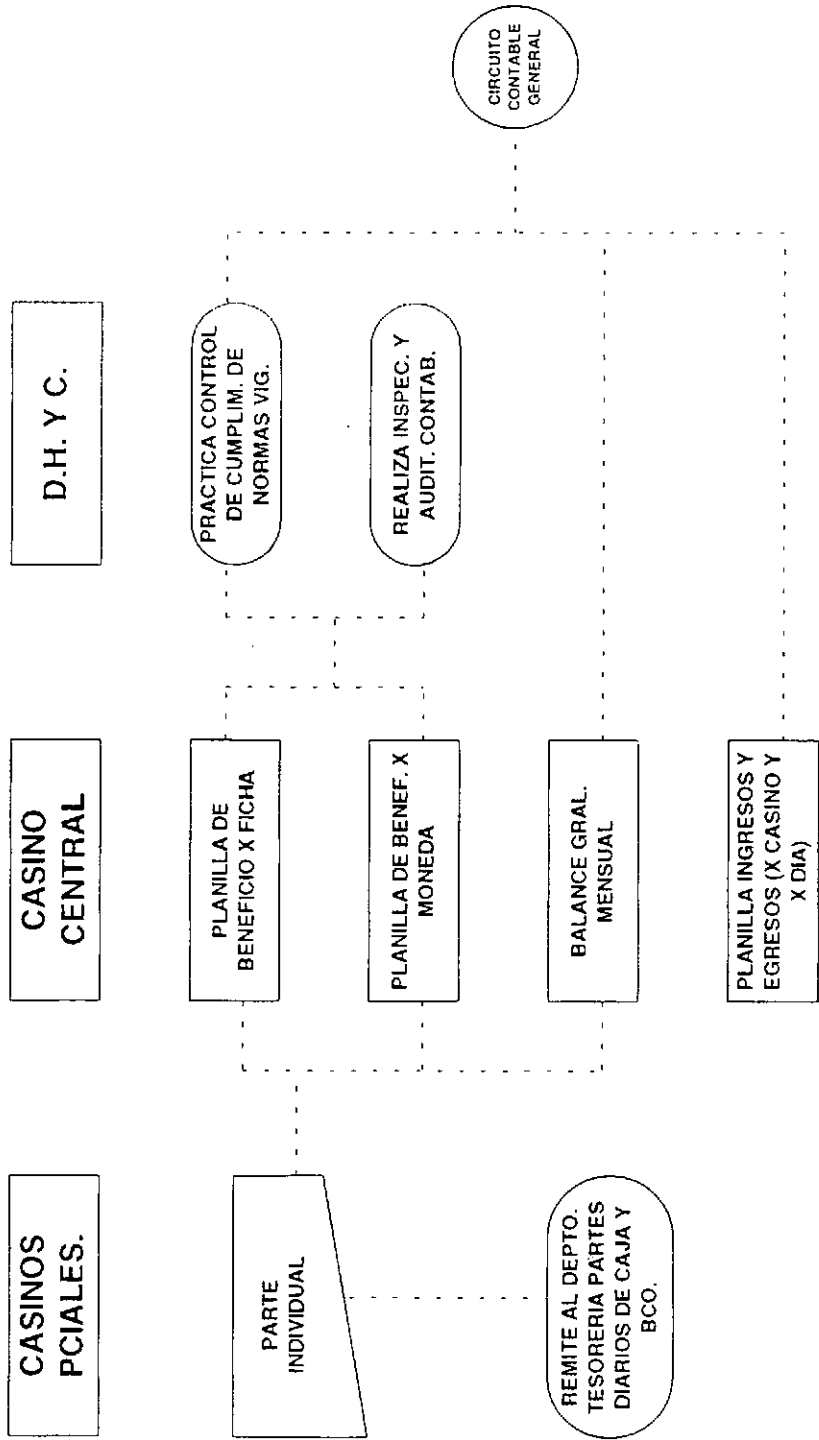 CASINOS
PCIALES.
PARTE
INDIVIDUAL
REMITE AL DEPTO.
TESORERIA PARTES
DIARIOS DE CAJA Y
BCO.
CASINO
CENTRAL
PLANILLA DE
BENEFICIO X FICHA
PLANILLA DE BENEF. X
MONEDA
BALANCE GRAL.
MENSUAL
PLANILLA INGRESOS Y
EGRESOS (X CASINO Y
X DIA)
D.H. Y C.
PRACTICA CONTROL
DE CUMPLIM. DE
NORMAS VIG.
REALIZA INSPEC. Y
AUDIT. CONTAB.
CIRCUITO
CONTABLE
GENERAL